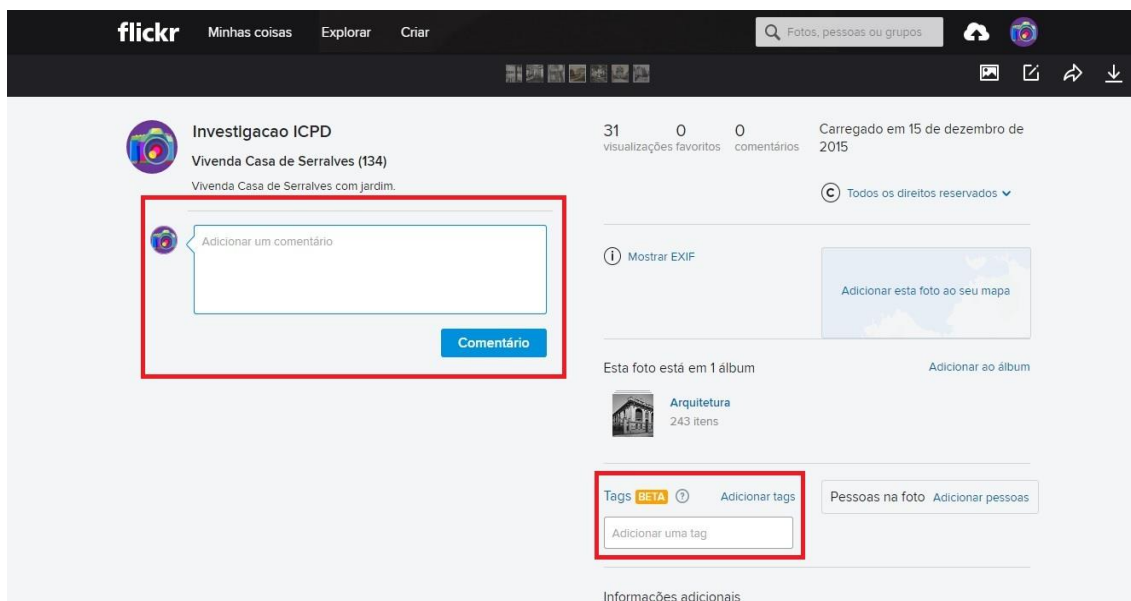 flickr Minhas coisas Explorar Criar Fotos, pessoas ou grupos
Investigacao ICPD
Vivenda Casa de Serralves (134)
Vivenda Casa de Serralves com jardim.
Adicionar um comentário
Comentário
31 0 0
visualizações favoritos comentários
Carregado em 15 de dezembro de
2015
C Todos os direitos reservados
i Mostrar EXIF
Adicionar esta foto ao seu mapa
Esta foto está em 1 álbum Adicionar ao álbum
Arquitetura
243 itens
Tags BETA ? Adicionar tags
Adicionar uma tag
Pessoas na foto Adicionar pessoas
Informações adicionais